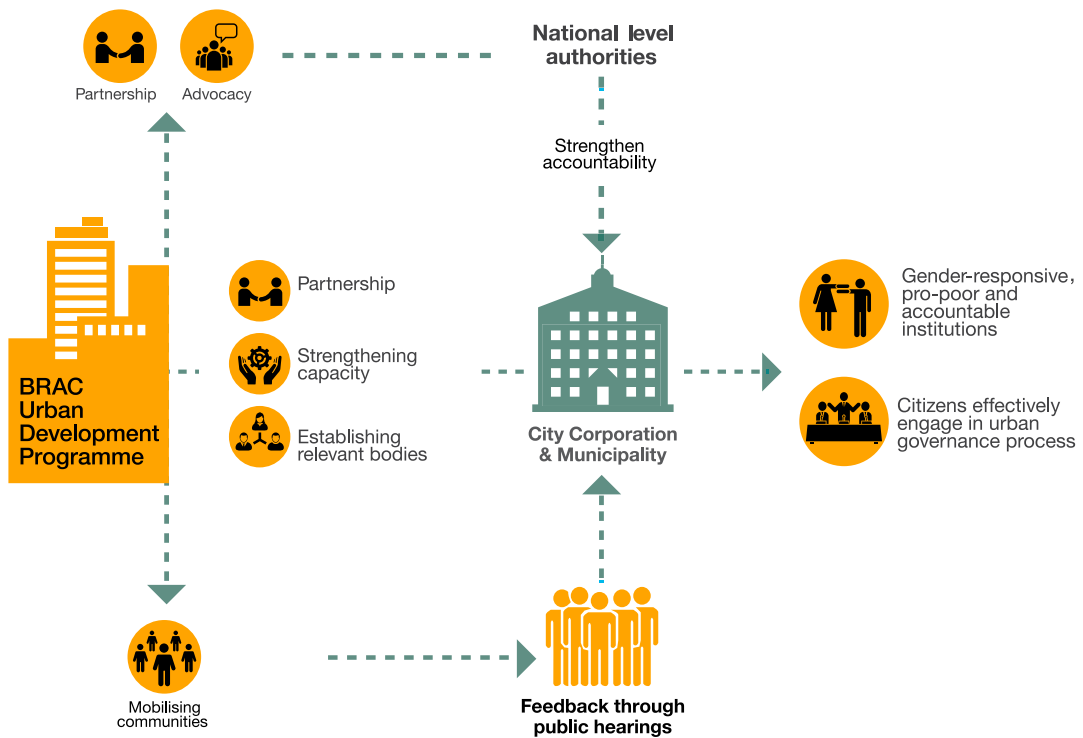 Partnership
Advocacy
National level
authorities
Strengthen
accountability
BRAC
Urban
Development
Programme
Partnership
Strengthening
capacity
Establishing
relevant bodies
City Corporation
& Municipality
Gender-responsive,
pro-poor and
accountable
institutions
Citizens effectively
engage in urban
governance process
Mobilising
communities
Feedback through
public hearings